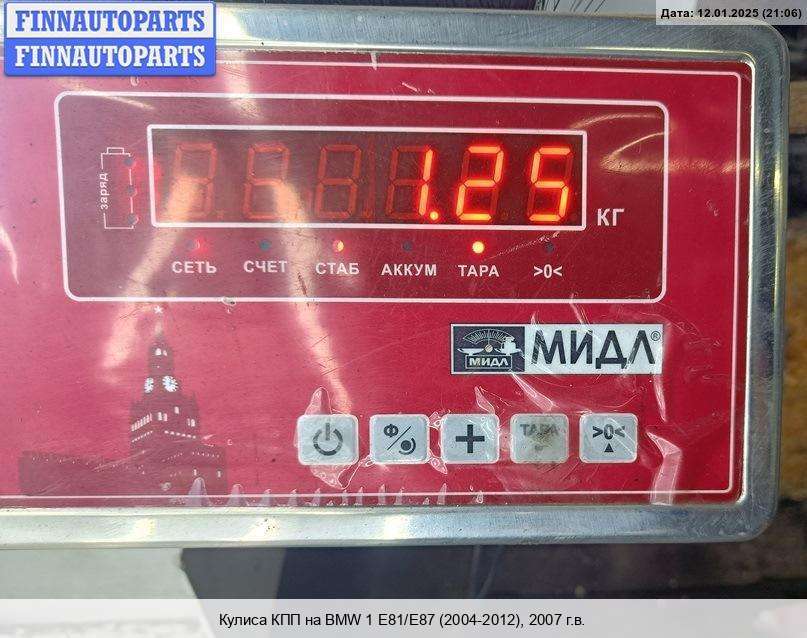 FINNAUTOPARTS
FINNAUTOPARTS
Дата: 12.01.2025 (21:06)
заряд
1.25
КГ
СЕТЬ СЧЕТ СТАБ АККУМ ТАРА >0<
МИДЛ
МИДЛ®
Ф
+
ТАРА
>0<
Кулиса КПП на BMW 1 E81/E87 (2004-2012), 2007 г.в.